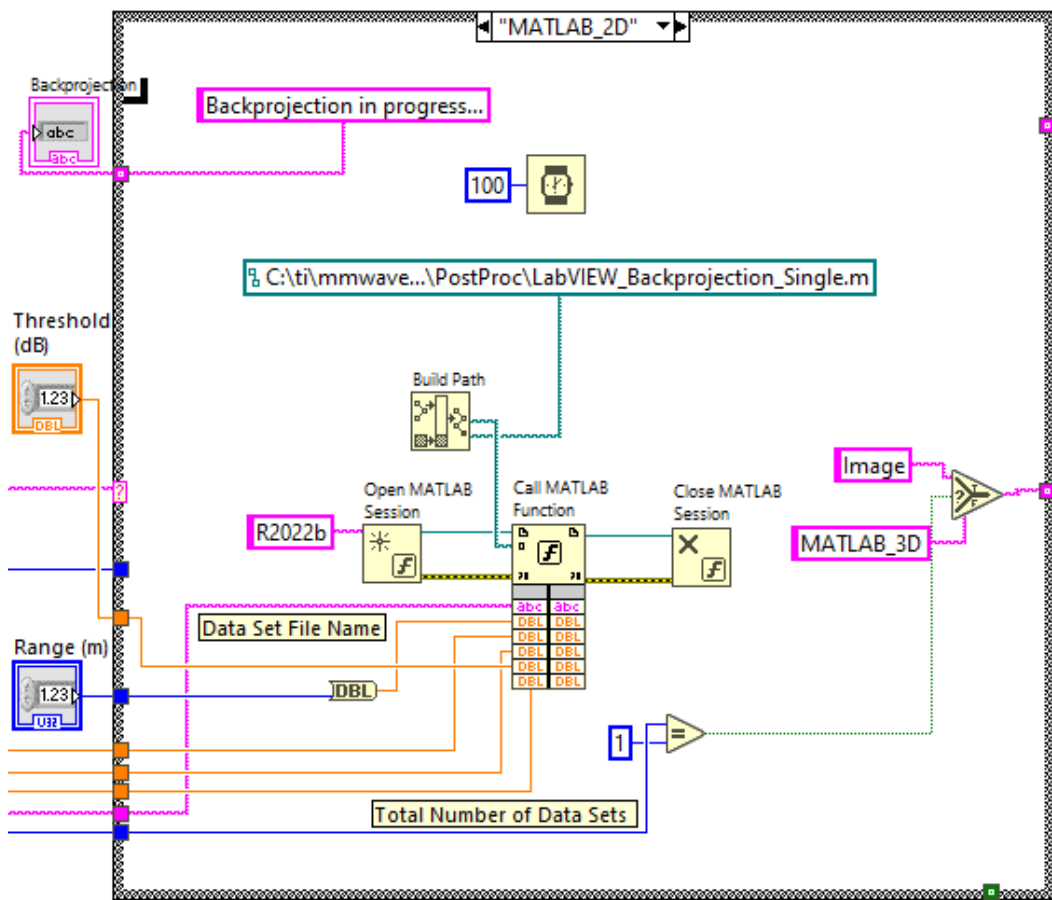 "MATLAB_2D"
Backprojection
abc
abc
Backprojection in progress...
100
C:\ti\mmwave...\PostProc\LabVIEW_Backprojection_Single.m
Threshold
(dB)
1.23
DBL
Build Path
Image
?
?
T
F
Open MATLAB
Session
Call MATLAB
Function
Close MATLAB
Session
R2022b
f
f
f
MATLAB_3D
?! ?!
abc abc
DBL DBL
DBL DBL
DBL DBL
DBL DBL
DBL DBL
Data Set File Name
Range (m)
1.23
U32
DBL
1
=
Total Number of Data Sets